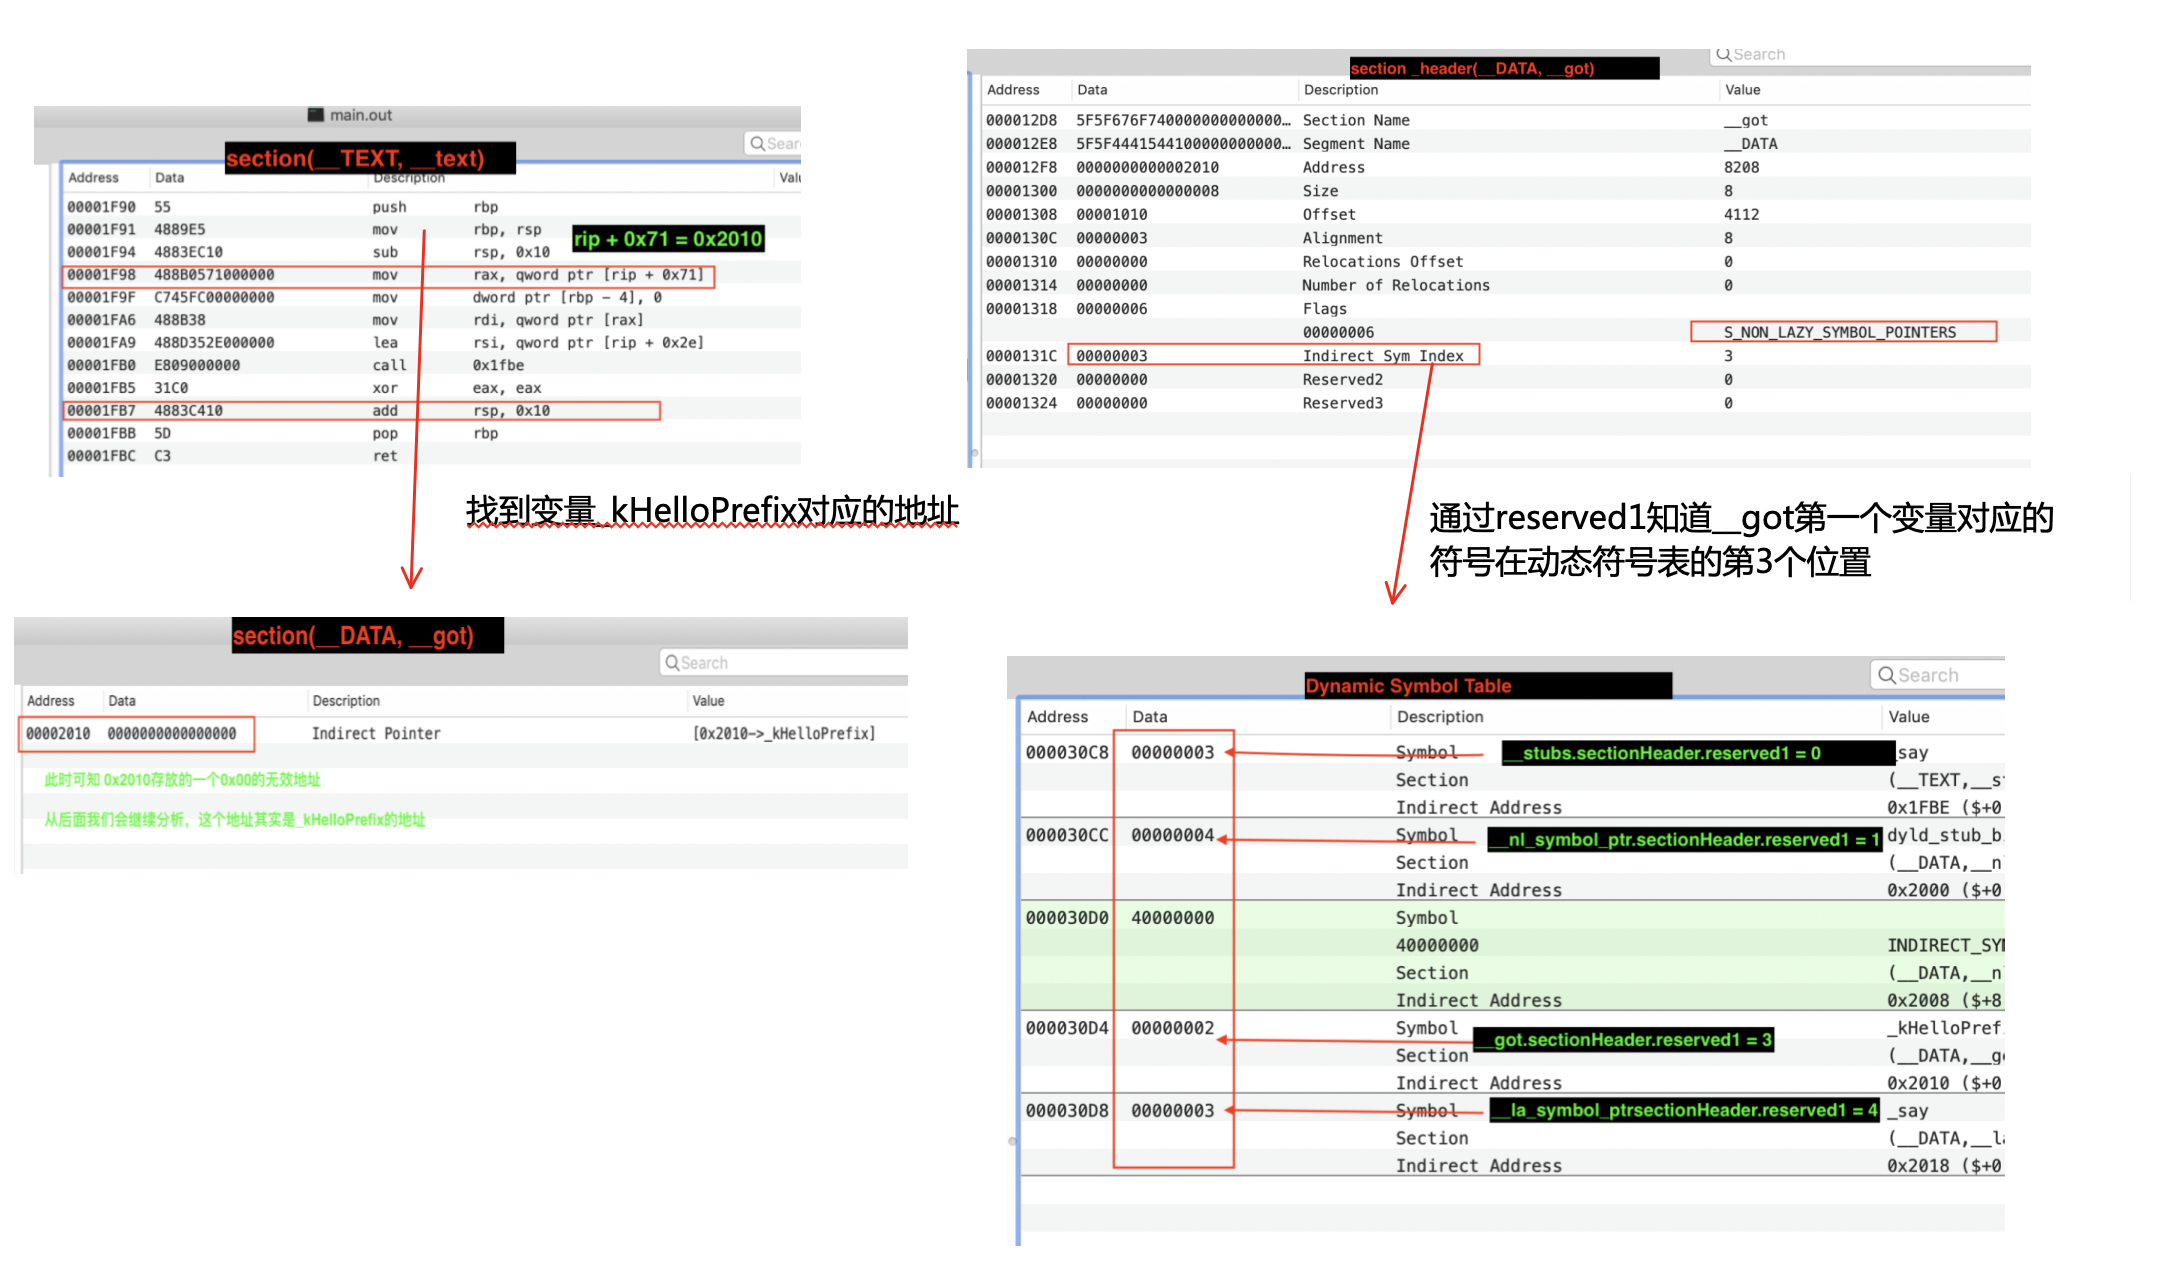 main.out
section(__TEXT, __text)
Address Data Description
00001F90 55 push rbp
00001F91 4889E5 mov rbp, rsp
rip + 0x71 = 0x2010
00001F94 4883EC10 sub rsp, 0x10
00001F98 488B0571000000 mov rax, qword ptr [rip + 0x71]
00001F9F C745FC00000000 mov dword ptr [rbp - 4], 0
00001FA6 488B38 mov rdi, qword ptr [rax]
00001FA9 488D352E000000 lea rsi, qword ptr [rip + 0x2e]
00001FB0 E809000000 call 0x1fbe
00001FB5 31C0 xor eax, eax
00001FB7 4883C410 add rsp, 0x10
00001FBB 5D pop rbp
00001FBC C3 ret
找到变量_kHelloPrefix对应的地址
section(__DATA, __got)
Search
Address Data Description Value
00002010 0000000000000000 Indirect Pointer [0x2010->_kHelloPrefix]
此时可知 0x2010存放的一个0x00的无效地址
从后面我们会继续分析，这个地址其实是_kHelloPrefix的地址
Search
section _header(__DATA, __got)
Address Data Description Value
000012D8 5F5F676F740000000000000… Section Name __got
000012E8 5F5F4441544100000000000… Segment Name __DATA
000012F8 0000000000002010 Address 8208
00001300 0000000000000008 Size 8
00001308 00001010 Offset 4112
0000130C 00000003 Alignment 8
00001310 00000000 Relocations Offset 0
00001314 00000000 Number of Relocations 0
00001318 00000006 Flags
00000006 S_NON_LAZY_SYMBOL_POINTERS
0000131C 00000003 Indirect Sym Index 3
00001320 00000000 Reserved2 0
00001324 00000000 Reserved3 0
通过reserved1知道__got第一个变量对应的
符号在动态符号表的第3个位置
Search
Dynamic Symbol Table
Address Data Description Value
000030C8 00000003 Symbol __stubs.sectionHeader.reserved1 = 0 _say
Section (__TEXT,__s
Indirect Address 0x1FBE ($+0
000030CC 00000004 Symbol __nl_symbol_ptr.sectionHeader.reserved1 = 1 dyld_stub_b
Section (__DATA,__n
Indirect Address 0x2000 ($+0
000030D0 40000000 Symbol
40000000 INDIRECT_SY
Section (__DATA,__n
Indirect Address 0x2008 ($+8
000030D4 00000002 Symbol __got.sectionHeader.reserved1 = 3 _kHelloPref
Section (__DATA,__g
Indirect Address 0x2010 ($+0
000030D8 00000003 Symbol __la_symbol_ptrsectionHeader.reserved1 = 4 _say
Section (__DATA,__l
Indirect Address 0x2018 ($+0